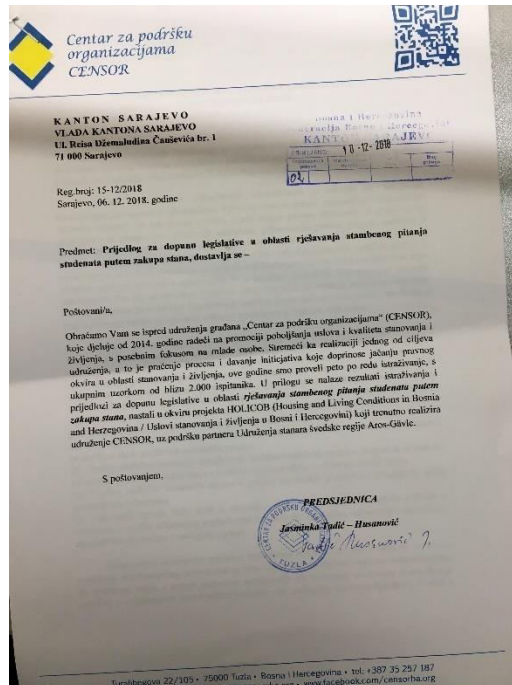 Centar za podršku
organizacijama
CENSOR
KANTON SARAJEVO
VLADA KANTONA SARAJEVO
Ul. Reisa Džemaludina Čauševića br. 1
71 000 Sarajevo
Bosna i Hercegovina
KANTON SARAJEVO
10-12-2018
02
Reg.broj: 15-12/2018
Sarajevo, 06. 12. 2018. godine
Predmet: Prijedlog za dopuno legislative u oblasti rješavanja stambenog pitanja
studenata putem zakupa stana, dostavlja se –
Poštovani/a,
Obraćamo Vam se ispred udruženja građana „Centar za podršku organizacijama" (CENSOR),
koje djeluje od 2014. godine radeći na promociji poboljšanja uslova i kvaliteta stanovanja i
življenja, s posebnim fokusom na mlade osobe. Stremeći ka realizaciji jednog od ciljeva
udruženja, a to je praćenje procesa i davanje initicijativa koje doprinose jačanju pravnog
okvira u oblasti stanovanja i življenja, ove godine smo proveli peto po redu istraživanje, s
ukupnim uzorkom od blizu 2.000 ispitanika. U prilogu se nalaze rezultati istraživanja i
prijedlozi za dopunu legislative u oblasti rješavanja stambenog pitanja studenata putem
zakupa stana, nastali u okviru projekta HOLICOB (Housing and Living Conditions in Bosnia
and Herzegovina / Uslovi stanovanja i življenja u Bosni i Hercegovini) koji trenutno realizira
udruženje CENSOR, uz podršku partnera Udruženja stanara švedske regije Aros-Gävle.
S poštovanjem,
PREDSJEDNICA
Jasminka Tadić – Husanović
CENTAR ZA PODRŠKU ORGANIZACIJAMA
TUZLA
22/105 • 75000 Tuzla • Bosna i Hercegovina • tel: +387 35 257 187
www.facebook.com/censorba.org